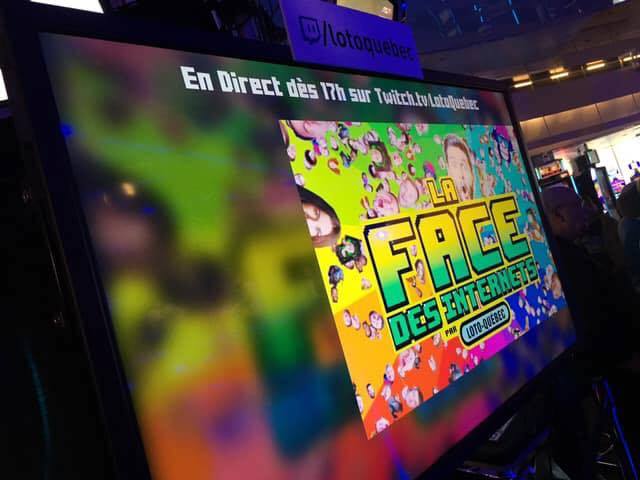 /lotoquebec
En Direct dès 17h sur Twitch.tv/LotoQuebec
LA
FACE
DES INTERNETS
PAR LOTO-QUÉBEC